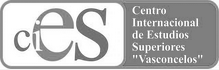 cies
Centro
Internacional
de Estudios
Superiores
"Vasconcelos"